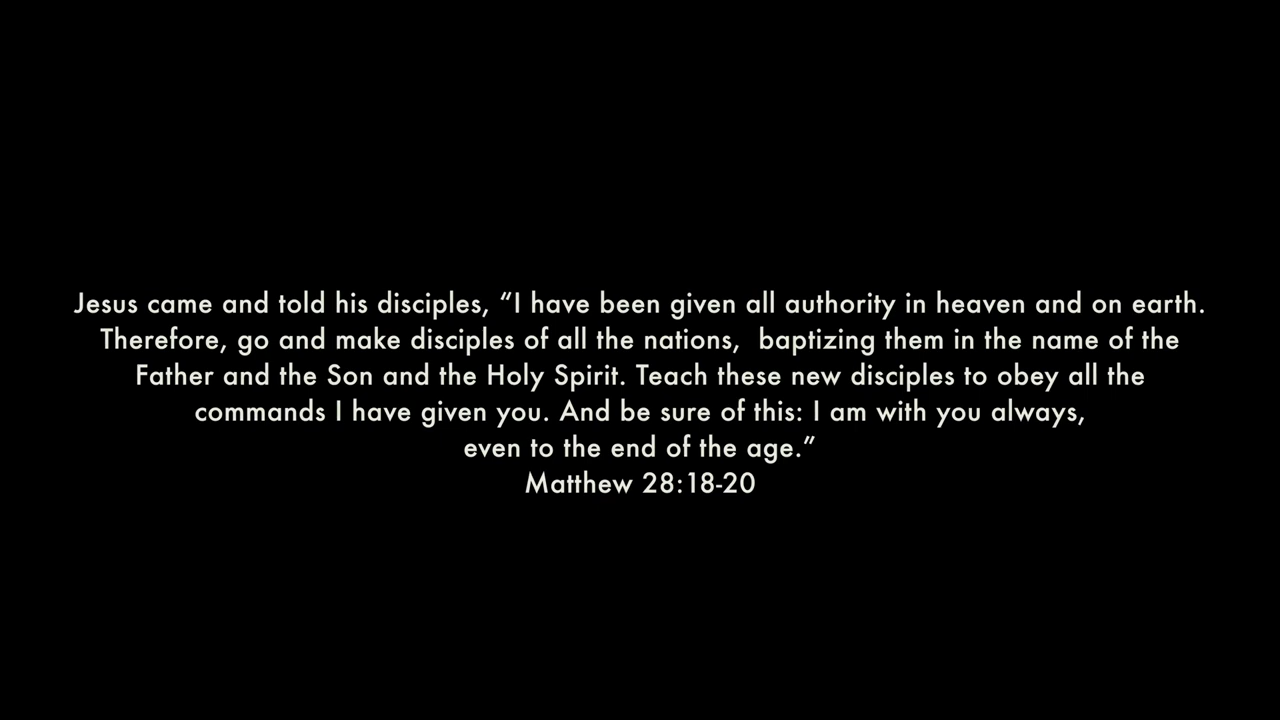 Jesus came and told his disciples, “I have been given all authority in heaven and on earth.
Therefore, go and make disciples of all the nations,  baptizing them in the name of the
Father and the Son and the Holy Spirit. Teach these new disciples to obey all the
commands I have given you. And be sure of this: I am with you always,
even to the end of the age.”
Matthew 28:18-20